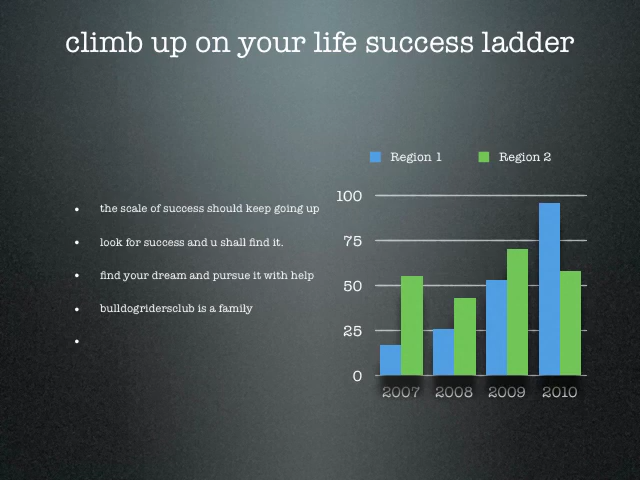 climb up on your life success ladder
Region 1
Region 2
the scale of success should keep going up
look for success and u shall find it.
find your dream and pursue it with help
bulldogridersclub is a family
100
75
50
25
0
2007
2008
2009
2010